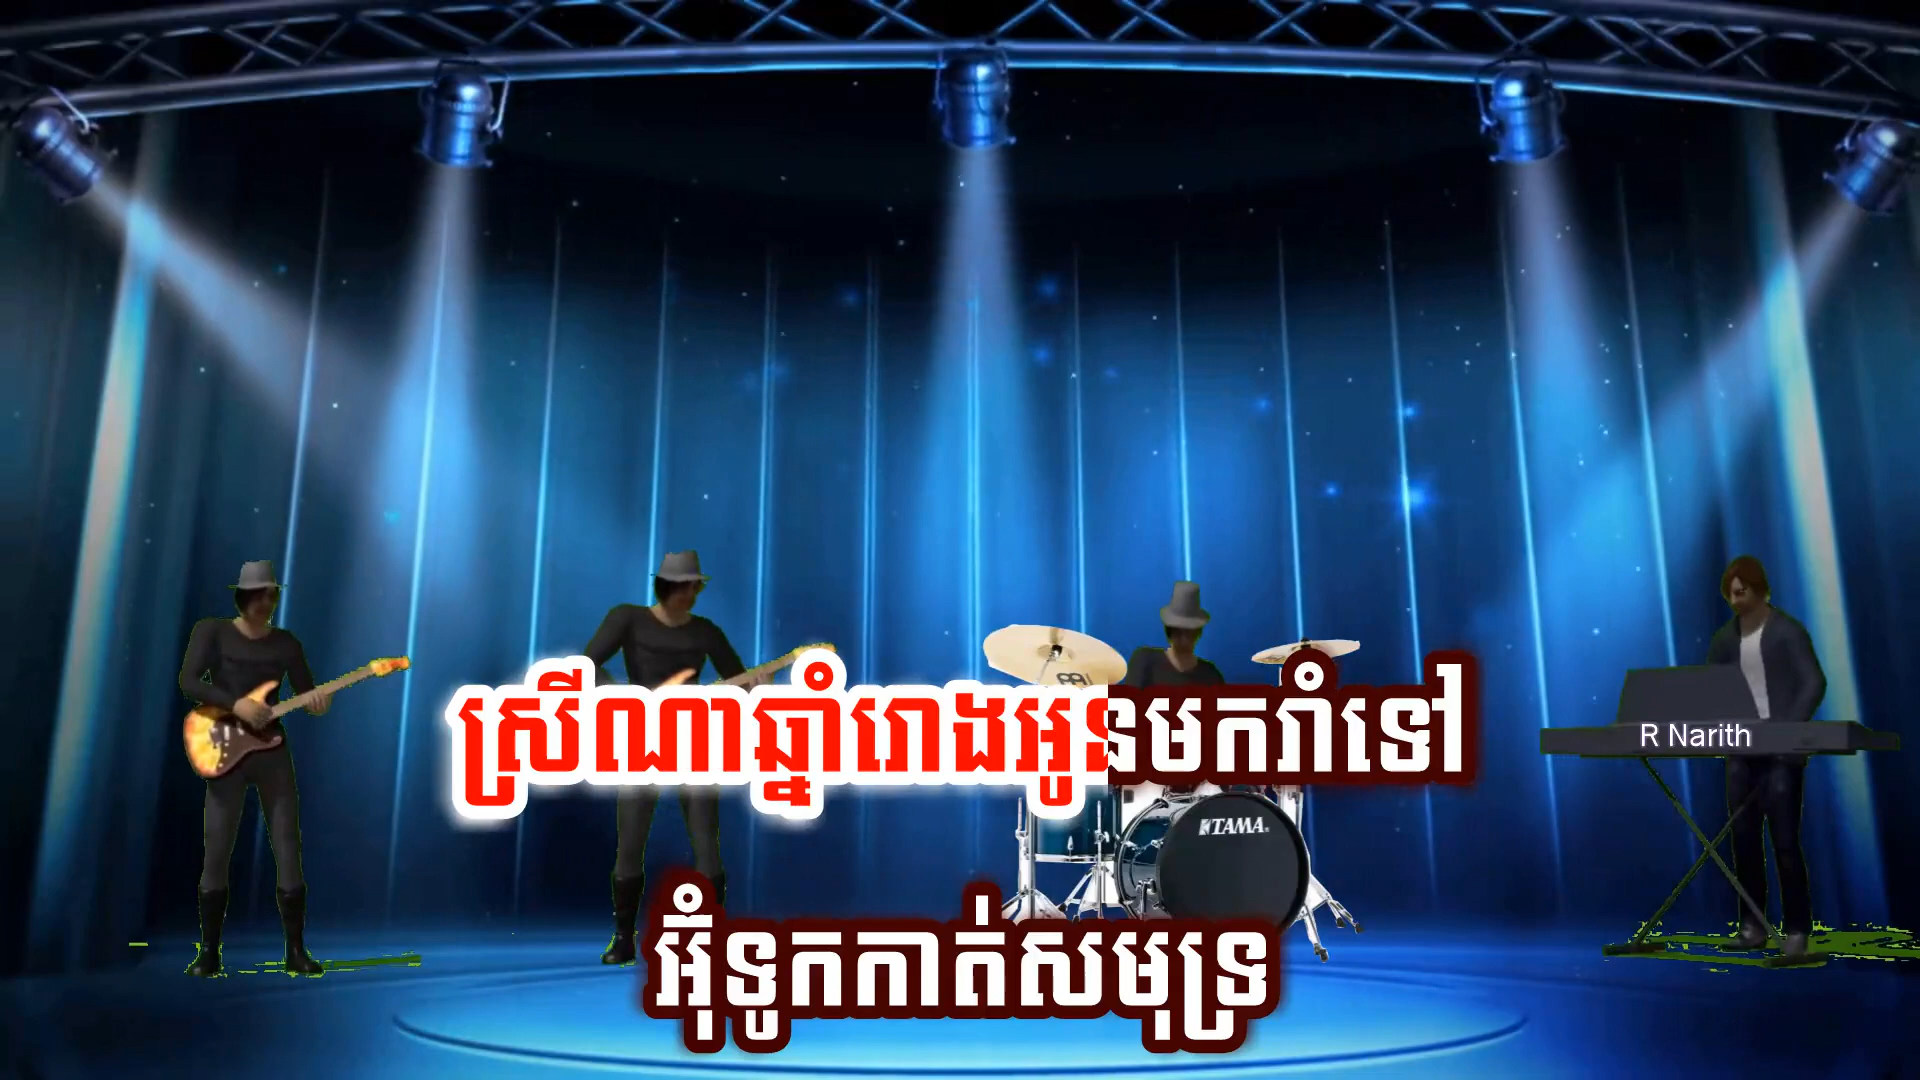 ស្រីណាឆ្នាំរោងអូនមករាំទៅ
R Narith
TAMA
អ៊ុំទូកកាត់សមុទ្រ